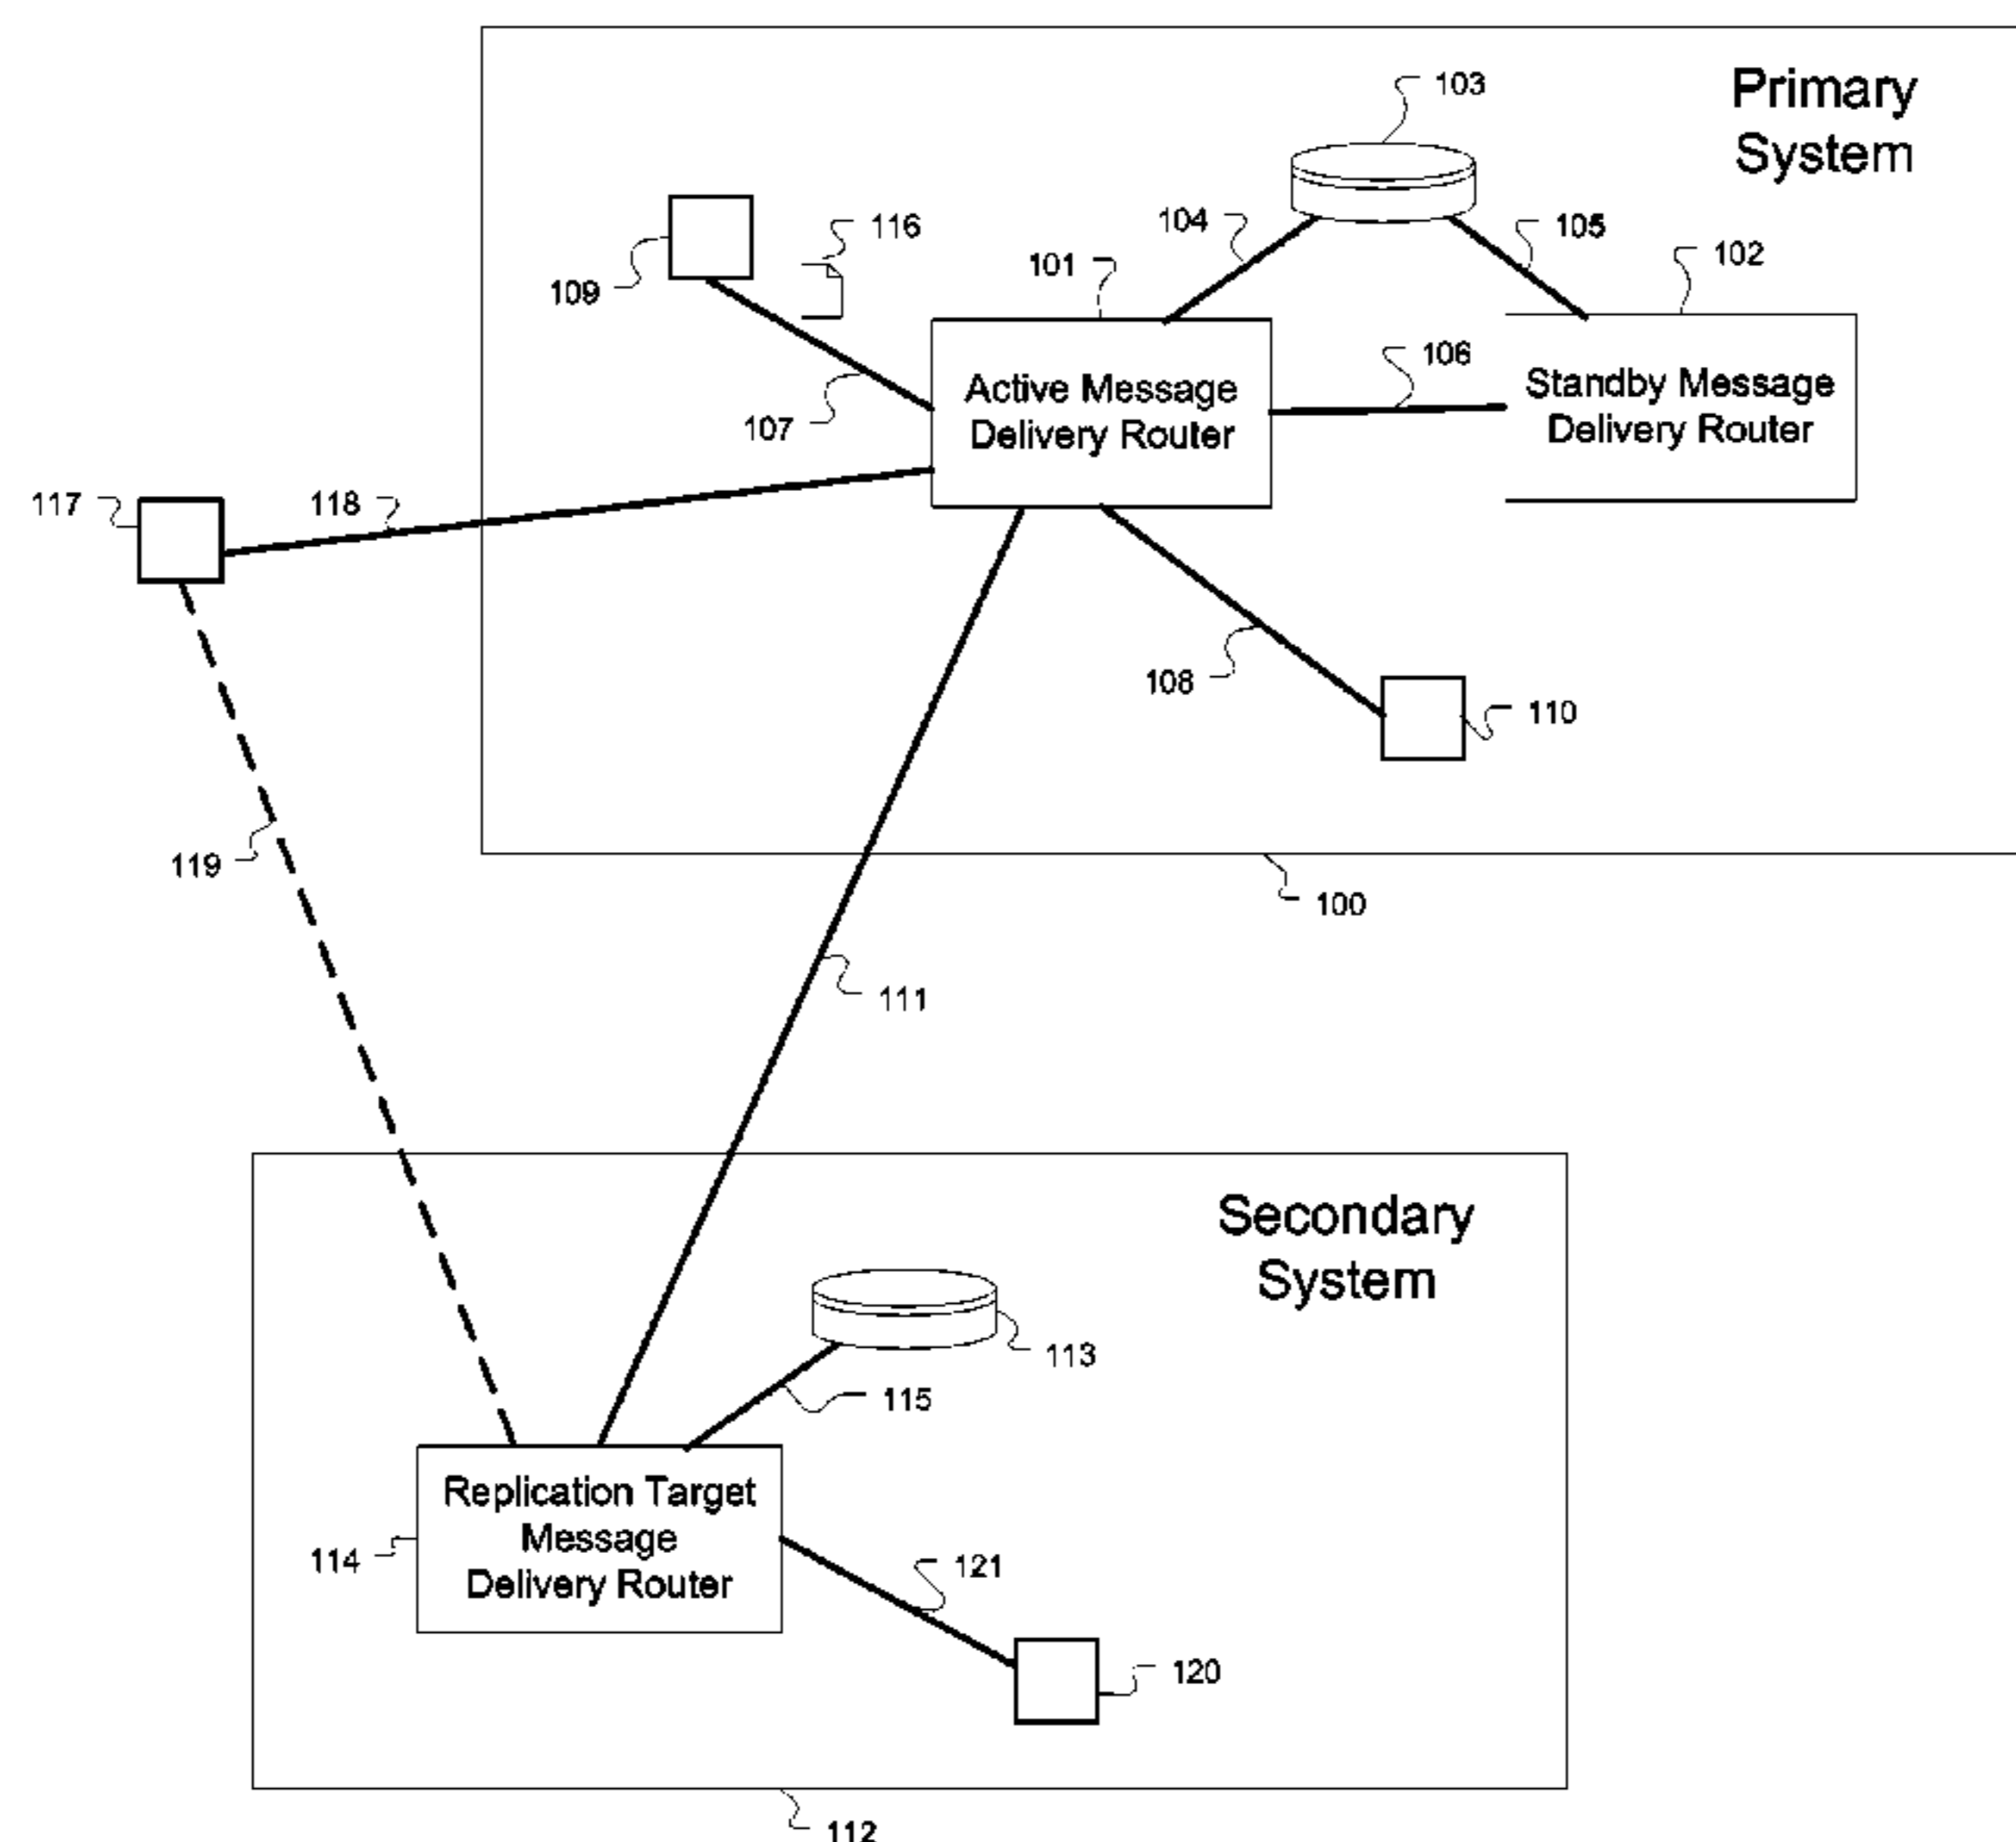 103
Primary
System
116
104
105
102
101
109
106
Active Message
Delivery Router
Standby Message
Delivery Router
107
117
118
108
110
119
100
111
Secondary
System
113
115
Replication Target
Message
Delivery Router
114
121
120
112